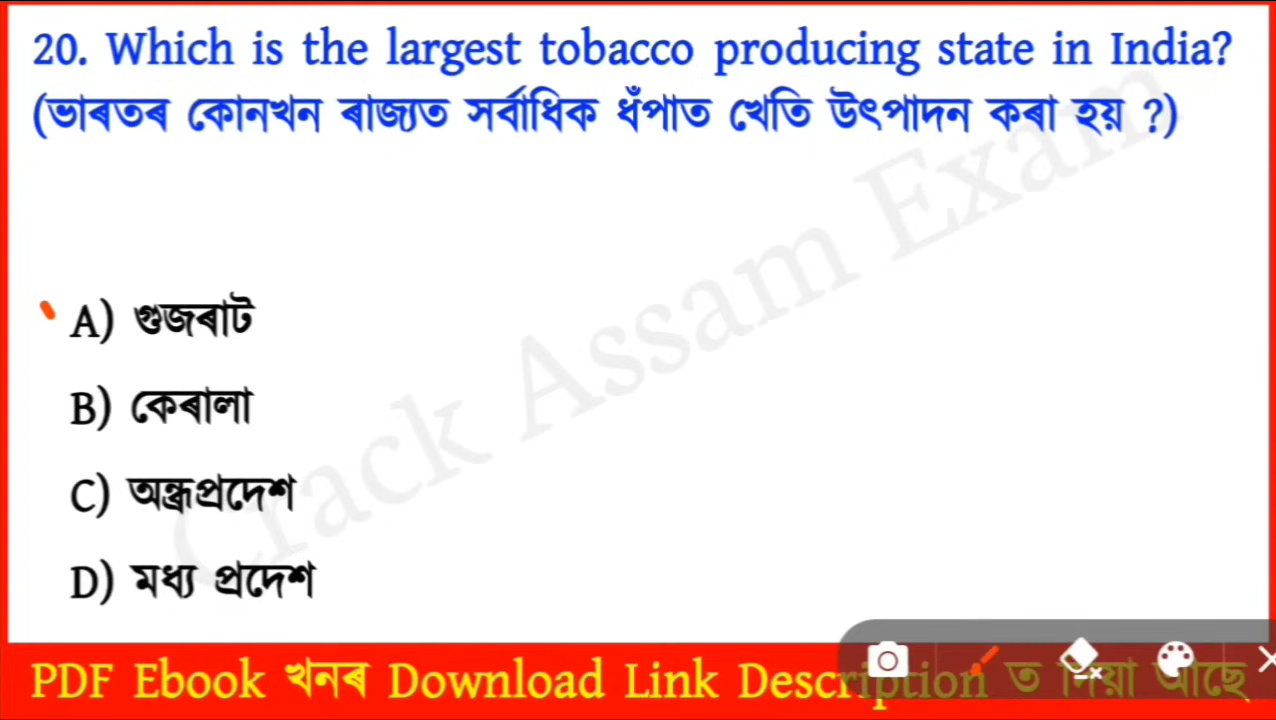 20. Which is the largest tobacco producing state in India?
(ভাৰতৰ কোনখন ৰাজ্যত সৰ্বাধিক ধঁপাত খেতি উৎপাদন কৰা হয় ?)
A) গুজৰাট
B) কেৰালা
C) অন্ধ্ৰপ্ৰদেশ
D) মধ্য প্ৰদেশ
Crack Assam Exam
PDF Ebook খনৰ Download Link Description ত দিয়া আছে